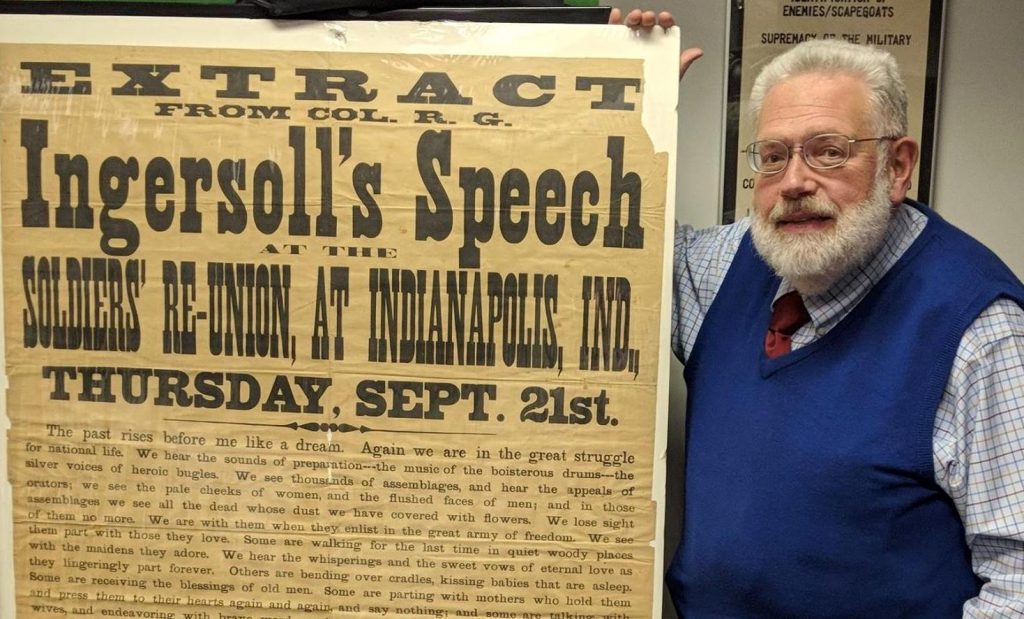 EXTRACT
FROM COL. R. G.
Ingersoll's Speech
AT THE
SOLDIERS' RE-UNION, AT INDIANAPOLIS, IND.,
THURSDAY, SEPT. 21st.
The past rises before me like a dream. Again we are in the great struggle
for national life. We hear the sounds of preparation---the music of the boisterous drums---the
silver voices of heroic bugles. We see thousands of assemblages, and hear the appeals of
orators; we see the pale cheeks of women, and the flushed faces of men; and in those
assemblages we see all the dead whose dust we have covered with flowers. We lose sight
of them no more. We are with them when they enlist in the great army of freedom. We see
them part with those they love. Some are walking for the last time in quiet woody places
with the maidens they adore. We hear the whisperings and the sweet vows of eternal love as
they lingeringly part forever. Others are bending over cradles, kissing babies that are asleep.
Some are receiving the blessings of old men. Some are parting with mothers who hold them
and press them to their hearts again and again, and say nothing; and some are talking with
wives, and endeavoring with brave
ENEMIES/SCAPEGOATS
SUPREMACY OF THE MILITARY